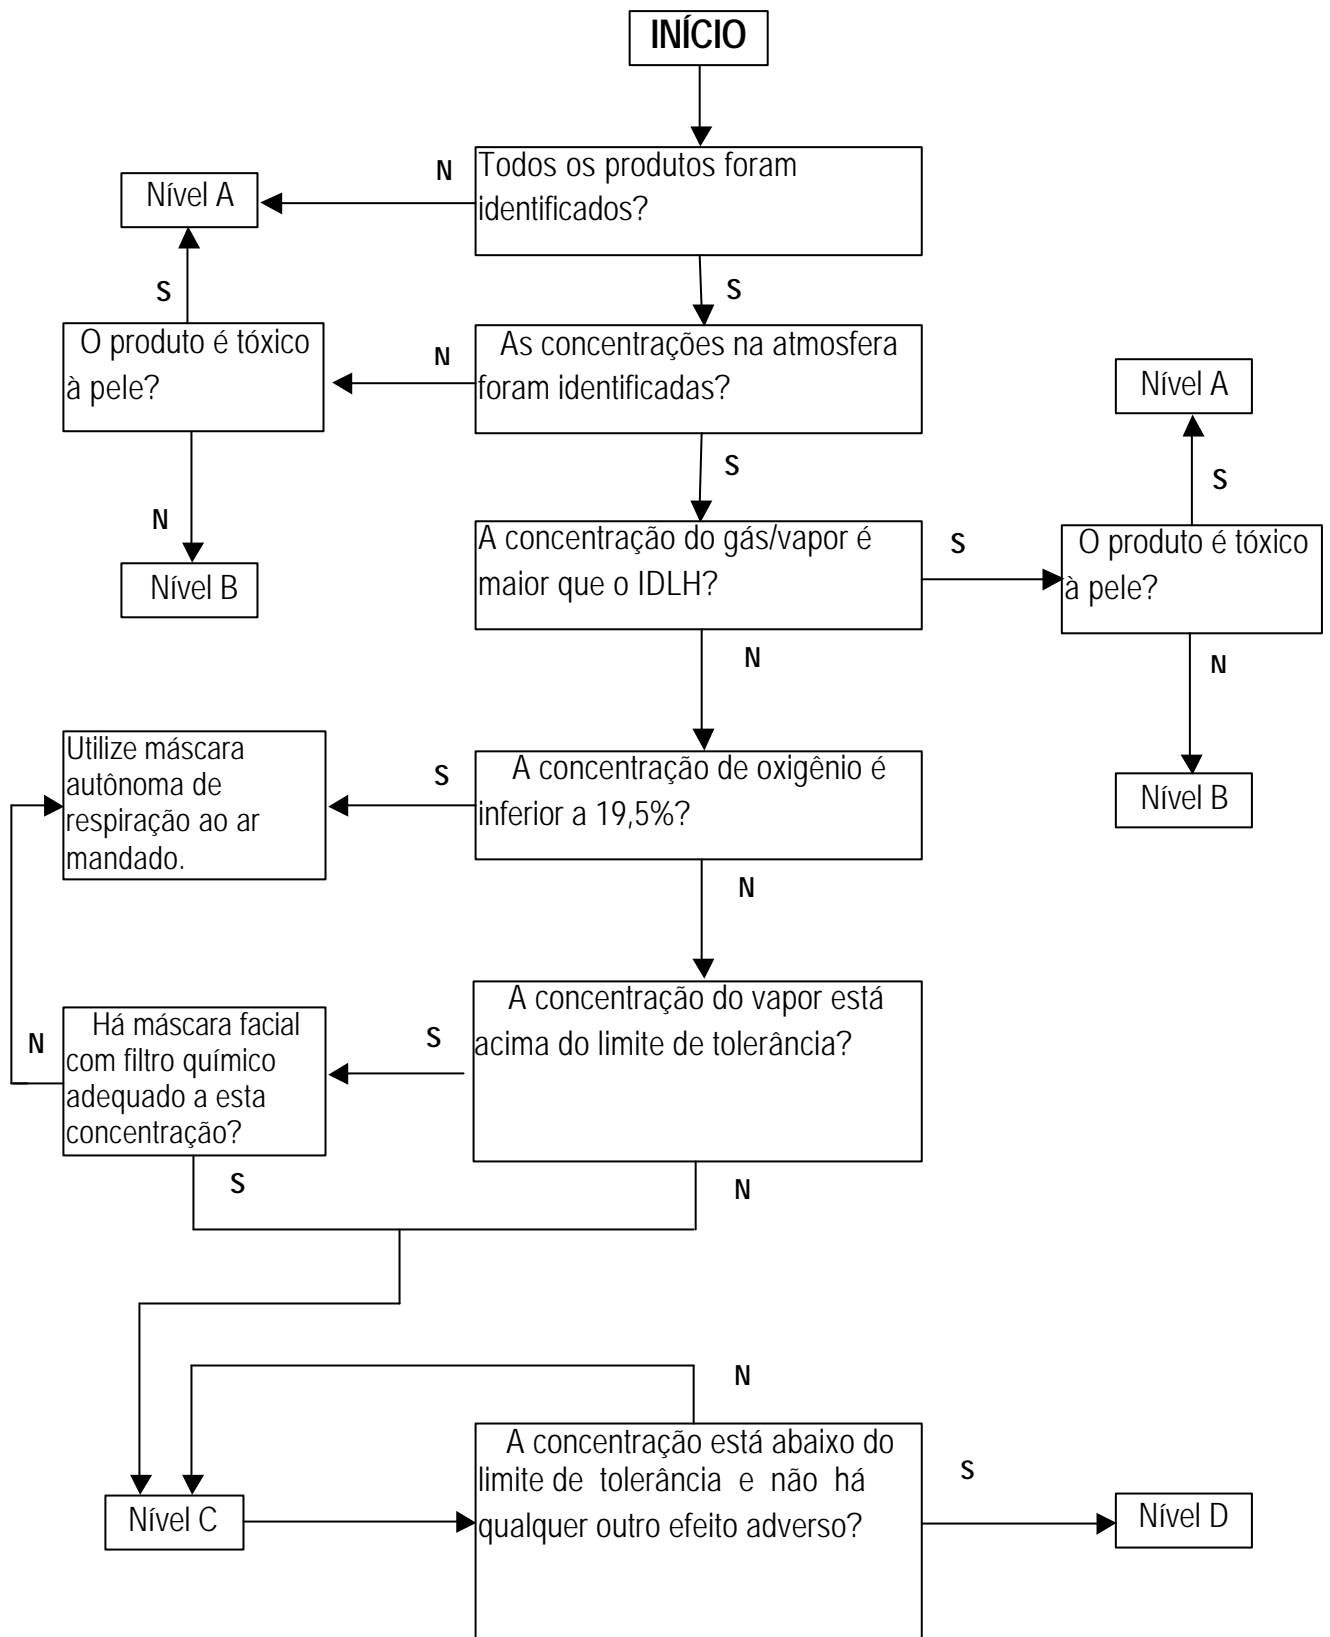 INÍCIO
N
Todos os produtos foram
identificados?
Nível A
S
S
O produto é tóxico
à pele?
N
As concentrações na atmosfera
foram identificadas?
Nível A
S
S
N
A concentração do gás/vapor é
maior que o IDLH?
S
O produto é tóxico
à pele?
Nível B
N
N
Utilize máscara
autônoma de
respiração ao ar
mandado.
S
A concentração de oxigênio é
inferior a 19,5%?
Nível B
N
N
Há máscara facial
com filtro químico
adequado a esta
concentração?
S
A concentração do vapor está
acima do limite de tolerância?
S
N
N
A concentração está abaixo do
limite de tolerância e não há
qualquer outro efeito adverso?
S
Nível C
Nível D